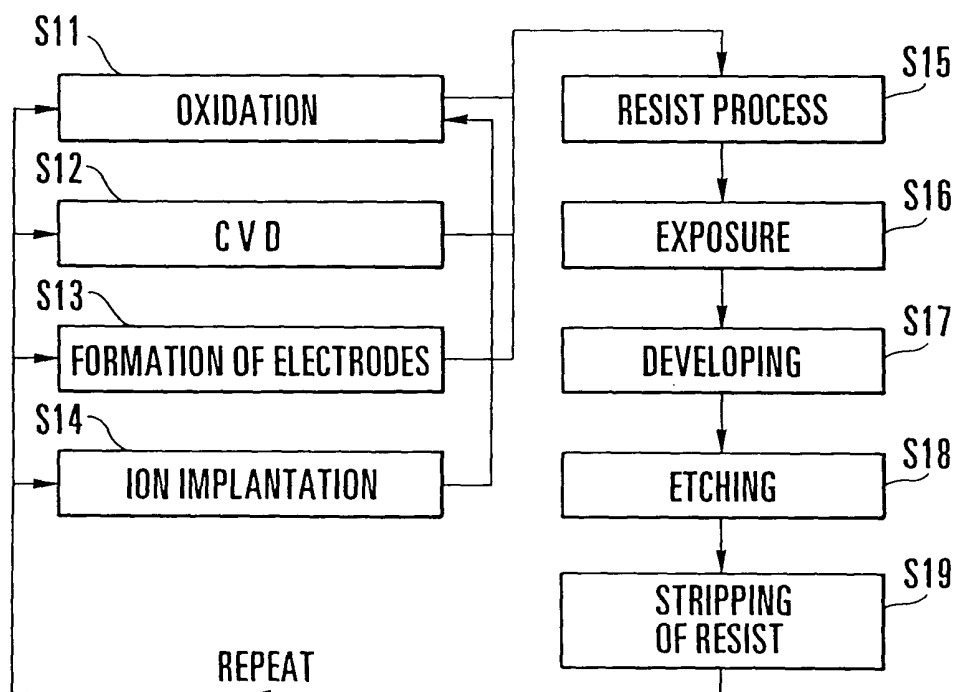 S11
OXIDATION
S12
CVD
S13
FORMATION OF ELECTRODES
S14
ION IMPLANTATION
S15
RESIST PROCESS
S16
EXPOSURE
S17
DEVELOPING
S18
ETCHING
S19
STRIPPING
OF RESIST
REPEAT